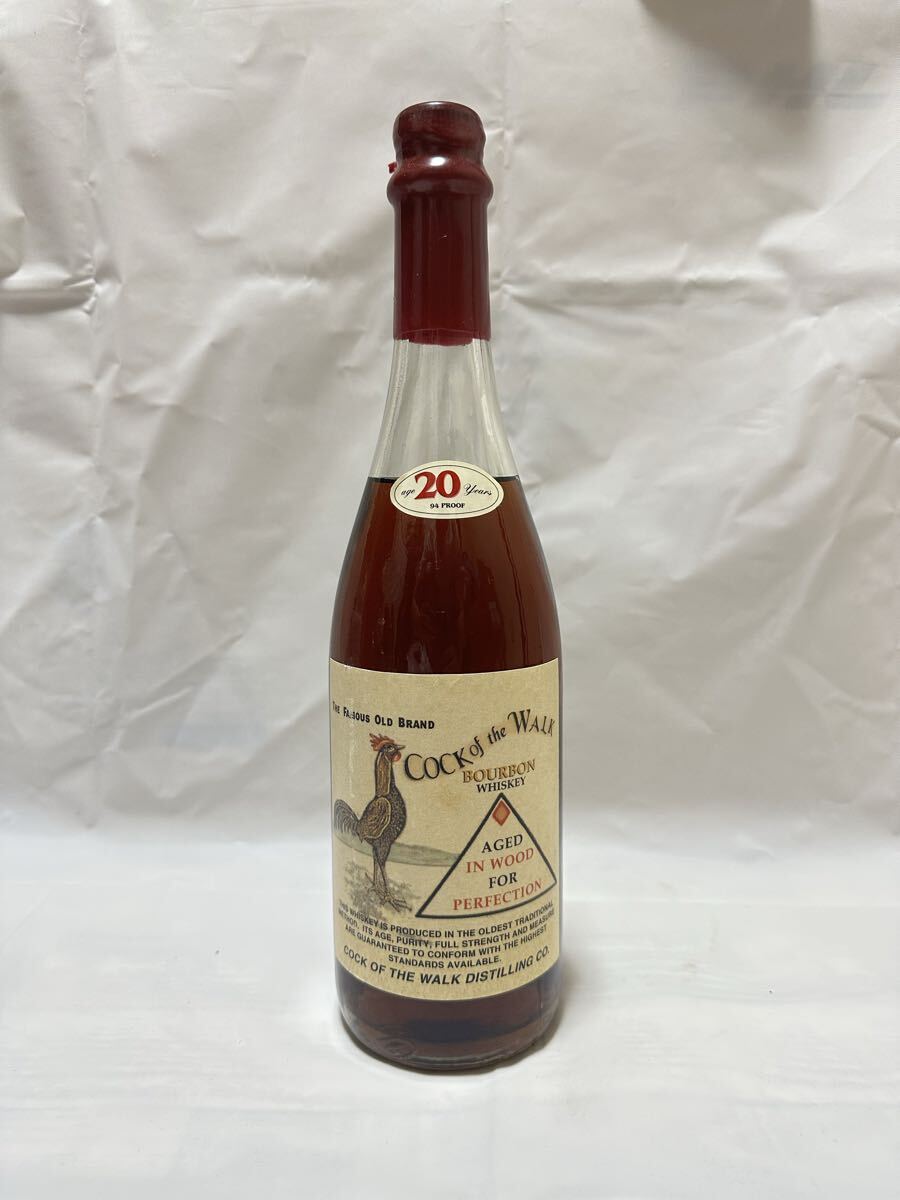 age 20 Years
94 PROOF
THE FAMOUS OLD BRAND
COCK of the WALK
BOURBON
WHISKEY
AGED
IN WOOD
FOR
PERFECTION
THIS WHISKEY IS PRODUCED IN THE OLDEST TRADITIONAL
METHOD. ITS AGE, PURITY, FULL STRENGTH AND MEASURE
ARE GUARANTEED TO CONFORM WITH THE HIGHEST
STANDARDS AVAILABLE.
COCK OF THE WALK DISTILLING CO.